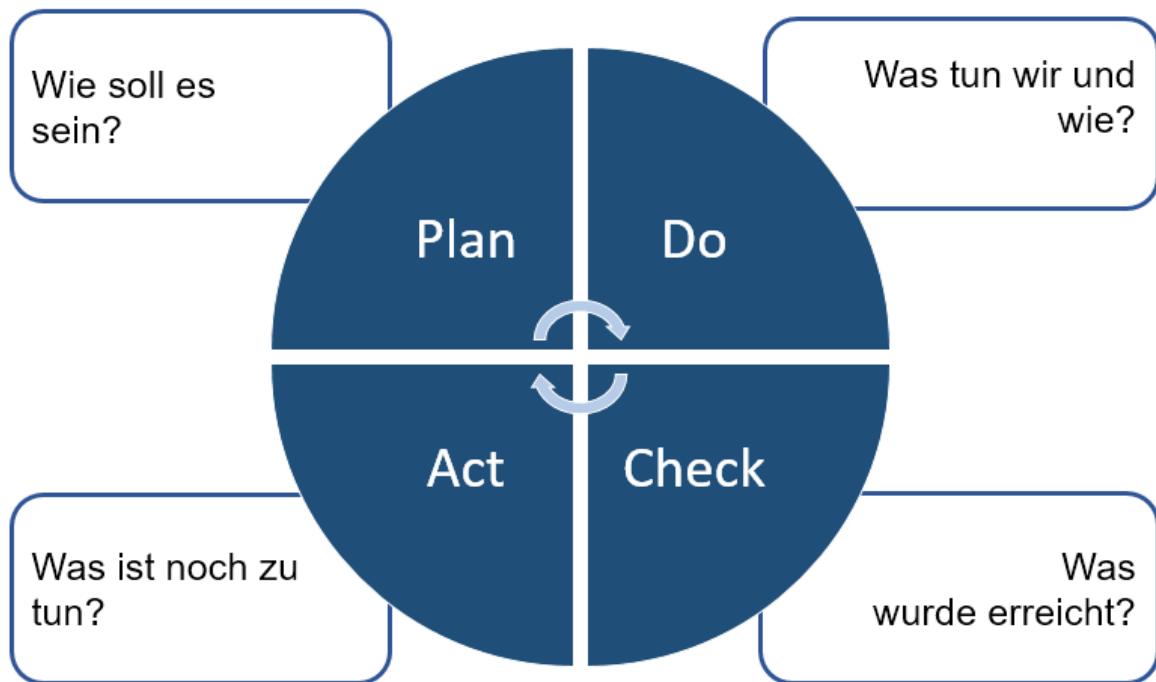 Wie soll es
sein?
Was tun wir und
wie?
Plan
Do
Act
Check
Was ist noch zu
tun?
Was
wurde erreicht?